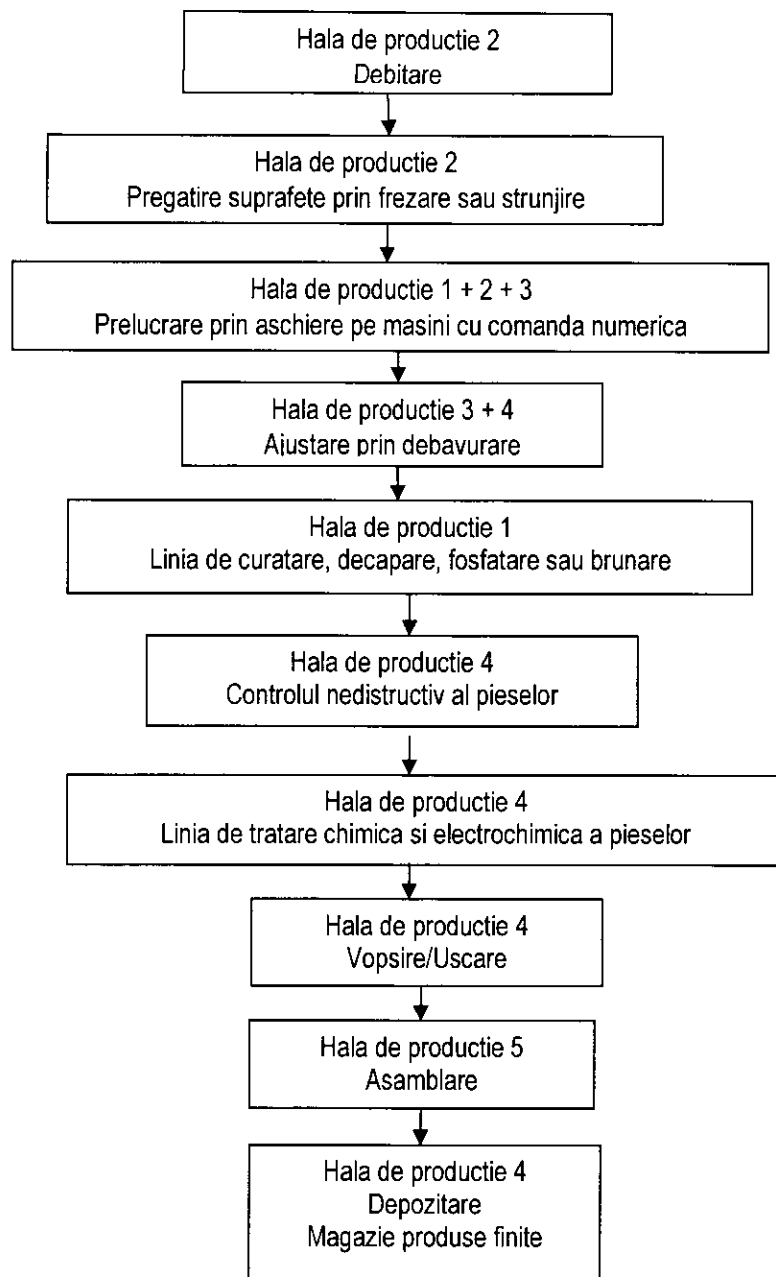 Hala de productie 2
Debitare
Hala de productie 2
Pregatire suprafete prin frezare sau strunjire
Hala de productie 1 + 2 + 3
Prelucrare prin aschiere pe masini cu comanda numerica
Hala de productie 3 + 4
Ajustare prin debavurare
Hala de productie 1
Linia de curatare, decapare, fosfatare sau brunare
Hala de productie 4
Controlul nedistructiv al pieselor
Hala de productie 4
Linia de tratare chimica si electrochimica a pieselor
Hala de productie 4
Vopsire/Uscare
Hala de productie 5
Asamblare
Hala de productie 4
Depozitare
Magazie produse finite